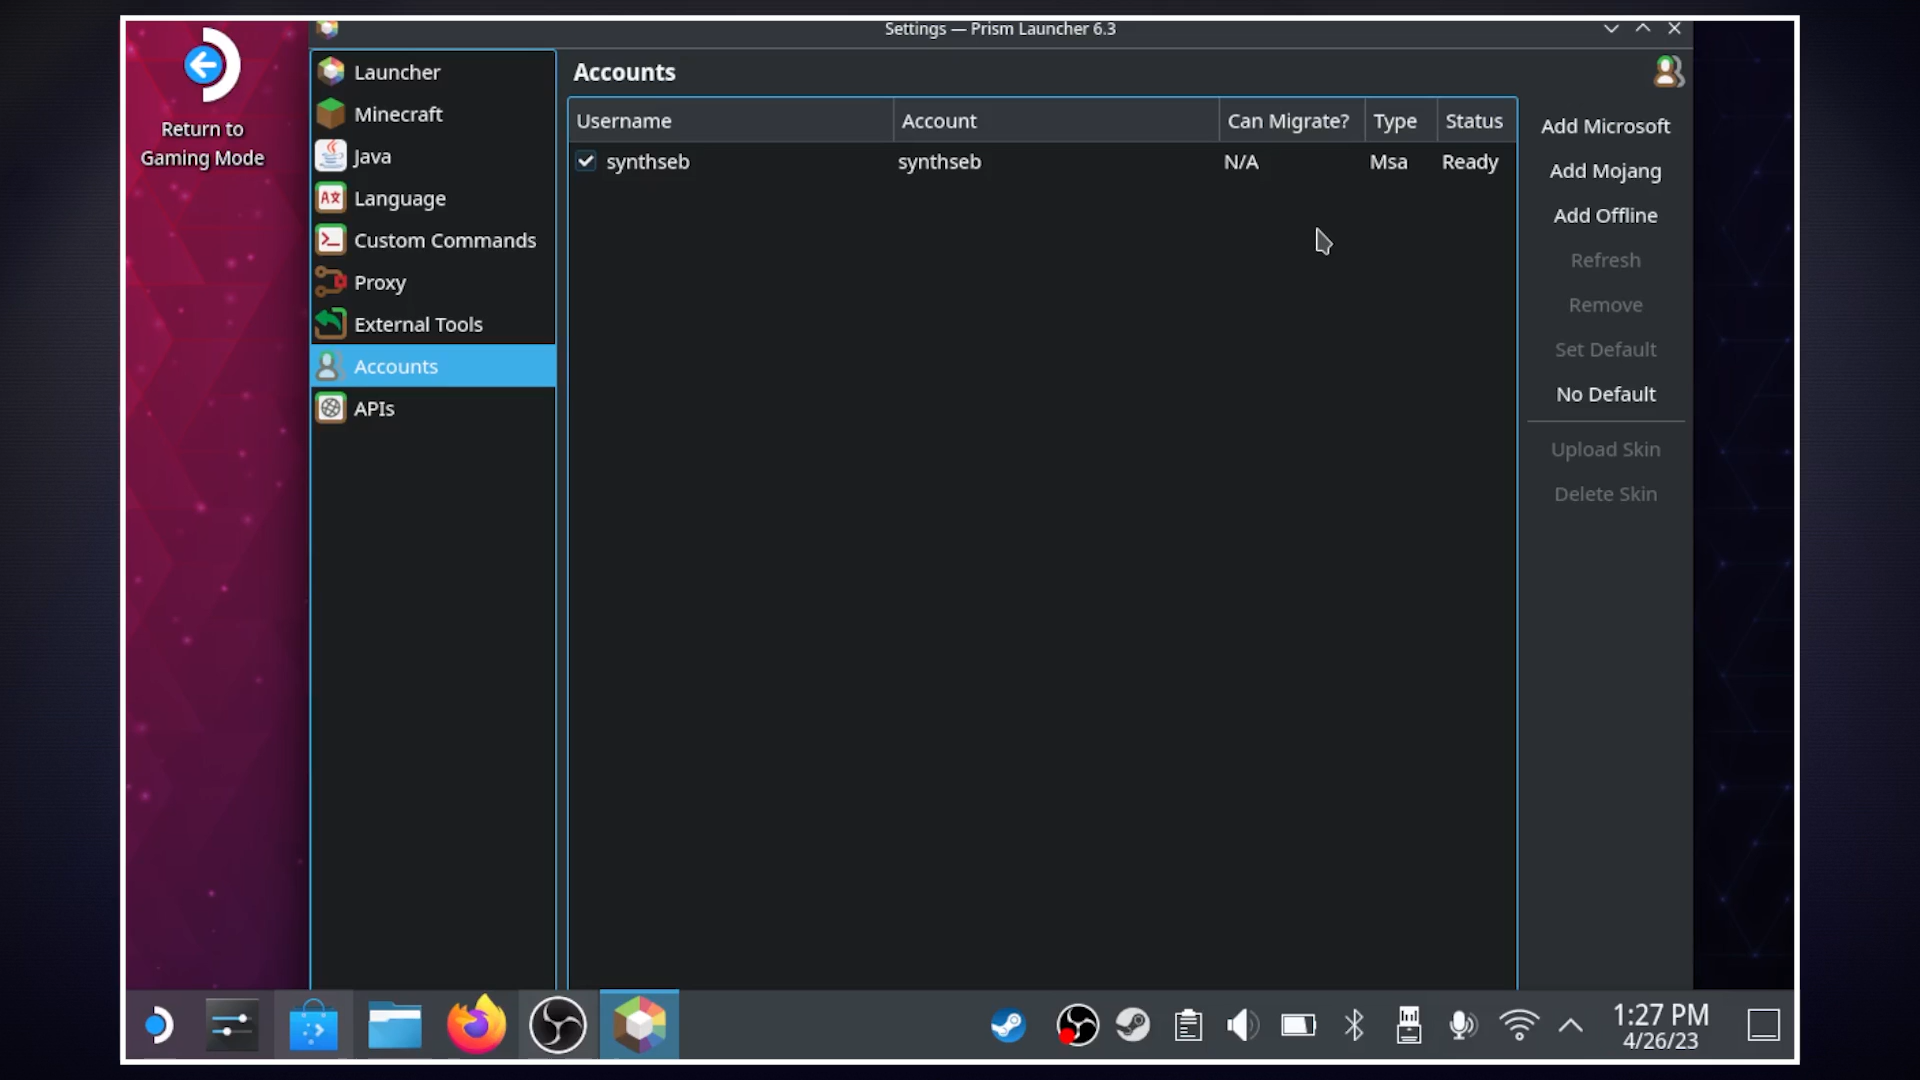 Settings — Prism Launcher 6.3
Return to
Gaming Mode
Launcher
Minecraft
Java
Language
Custom Commands
Proxy
External Tools
Accounts
APIs
Accounts
Username Account Can Migrate? Type Status
synthseb synthseb N/A Msa Ready
Add Microsoft
Add Mojang
Add Offline
Refresh
Remove
Set Default
No Default
Upload Skin
Delete Skin
1:27 PM
4/26/23